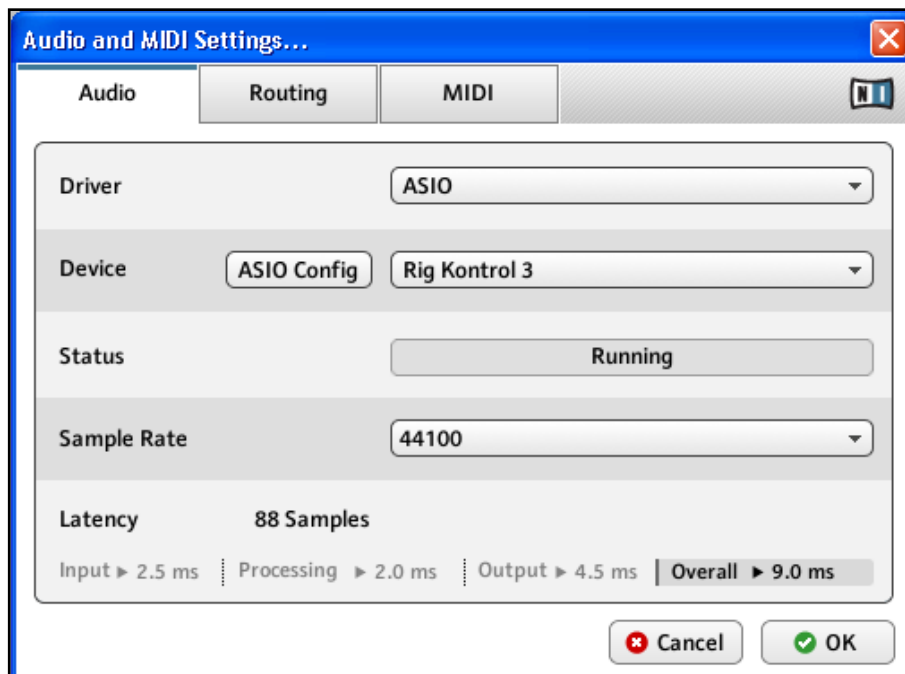 Audio and MIDI Settings...
Audio Routing MIDI
NI
Driver ASIO
Device ASIO Config Rig Kontrol 3
Status Running
Sample Rate 44100
Latency 88 Samples
Input ▸ 2.5 ms Processing ▸ 2.0 ms Output ▸ 4.5 ms Overall ▸ 9.0 ms
Cancel OK